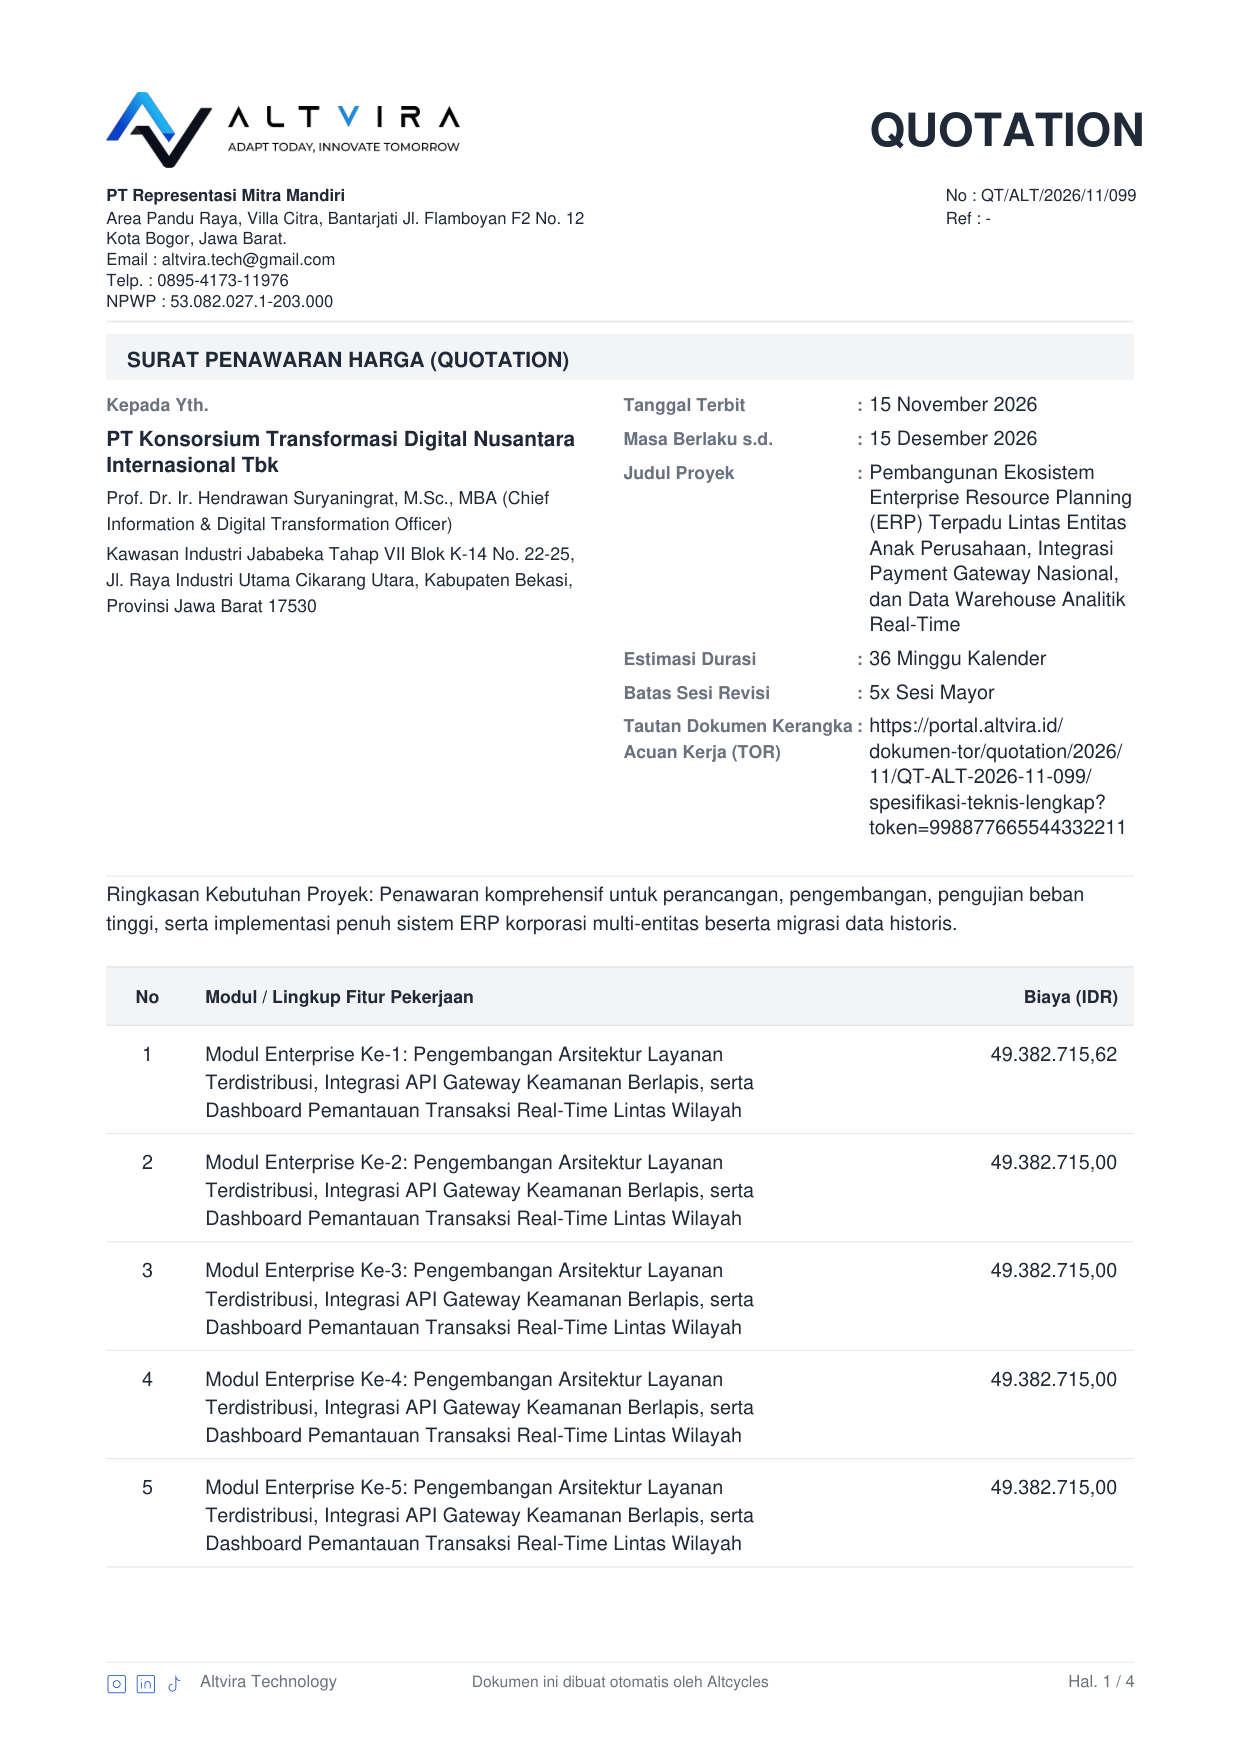 ALTVIRA
ADAPT TODAY, INNOVATE TOMORROW
QUOTATION
PT Representasi Mitra Mandiri
Area Pandu Raya, Villa Citra, Bantarjati Jl. Flamboyan F2 No. 12
Kota Bogor, Jawa Barat.
Email : altvira.tech@gmail.com
Telp. : 0895-4173-11976
NPWP : 53.082.027.1-203.000
No : QT/ALT/2026/11/099
Ref : -
SURAT PENAWARAN HARGA (QUOTATION)
Kepada Yth.
PT Konsorsium Transformasi Digital Nusantara
Internasional Tbk
Prof. Dr. Ir. Hendrawan Suryaningrat, M.Sc., MBA (Chief
Information & Digital Transformation Officer)
Kawasan Industri Jababeka Tahap VII Blok K-14 No. 22-25,
Jl. Raya Industri Utama Cikarang Utara, Kabupaten Bekasi,
Provinsi Jawa Barat 17530
Tanggal Terbit : 15 November 2026
Masa Berlaku s.d. : 15 Desember 2026
Judul Proyek : Pembangunan Ekosistem
Enterprise Resource Planning
(ERP) Terpadu Lintas Entitas
Anak Perusahaan, Integrasi
Payment Gateway Nasional,
dan Data Warehouse Analitik
Real-Time
Estimasi Durasi : 36 Minggu Kalender
Batas Sesi Revisi : 5x Sesi Mayor
Tautan Dokumen Kerangka : https://portal.altvira.id/
Acuan Kerja (TOR) dokumen-tor/quotation/2026/
11/QT-ALT-2026-11-099/
spesifikasi-teknis-lengkap?
token=998877665544332211
Ringkasan Kebutuhan Proyek: Penawaran komprehensif untuk perancangan, pengembangan, pengujian beban
tinggi, serta implementasi penuh sistem ERP korporasi multi-entitas beserta migrasi data historis.
No Modul / Lingkup Fitur Pekerjaan Biaya (IDR)
1 Modul Enterprise Ke-1: Pengembangan Arsitektur Layanan 49.382.715,62
Terdistribusi, Integrasi API Gateway Keamanan Berlapis, serta
Dashboard Pemantauan Transaksi Real-Time Lintas Wilayah
2 Modul Enterprise Ke-2: Pengembangan Arsitektur Layanan 49.382.715,00
Terdistribusi, Integrasi API Gateway Keamanan Berlapis, serta
Dashboard Pemantauan Transaksi Real-Time Lintas Wilayah
3 Modul Enterprise Ke-3: Pengembangan Arsitektur Layanan 49.382.715,00
Terdistribusi, Integrasi API Gateway Keamanan Berlapis, serta
Dashboard Pemantauan Transaksi Real-Time Lintas Wilayah
4 Modul Enterprise Ke-4: Pengembangan Arsitektur Layanan 49.382.715,00
Terdistribusi, Integrasi API Gateway Keamanan Berlapis, serta
Dashboard Pemantauan Transaksi Real-Time Lintas Wilayah
5 Modul Enterprise Ke-5: Pengembangan Arsitektur Layanan 49.382.715,00
Terdistribusi, Integrasi API Gateway Keamanan Berlapis, serta
Dashboard Pemantauan Transaksi Real-Time Lintas Wilayah
Altvira Technology Dokumen ini dibuat otomatis oleh Altcycles Hal. 1 / 4